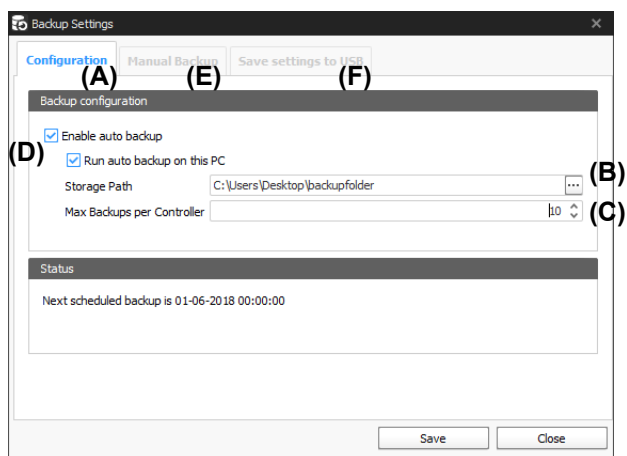 Backup Settings
Configuration Manual Backup Save settings to USB
(A) (E) (F)
Backup configuration
Enable auto backup
(D)
Run auto backup on this PC
Storage Path C:\Users\Desktop\backupfolder ... (B)
Max Backups per Controller 10 (C)
Status
Next scheduled backup is 01-06-2018 00:00:00
Save Close